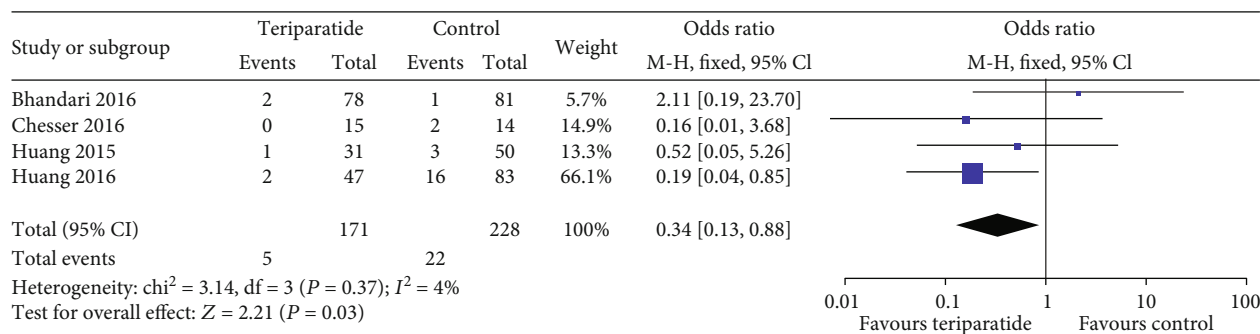 Study or subgroup Teriparatide Control Weight Odds ratio Odds ratio
Events Total Events Total M-H, fixed, 95% Cl M-H, fixed, 95% Cl
Bhandari 2016 2 78 1 81 5.7% 2.11 [0.19, 23.70]
Chesser 2016 0 15 2 14 14.9% 0.16 [0.01, 3.68]
Huang 2015 1 31 3 50 13.3% 0.52 [0.05, 5.26]
Huang 2016 2 47 16 83 66.1% 0.19 [0.04, 0.85]
Total (95% CI) 171 228 100% 0.34 [0.13, 0.88]
Total events 5 22
Heterogeneity: chi² = 3.14, df = 3 (P = 0.37); I² = 4%
Test for overall effect: Z = 2.21 (P = 0.03)
0.01 0.1 1 10 100
Favours teriparatide Favours control